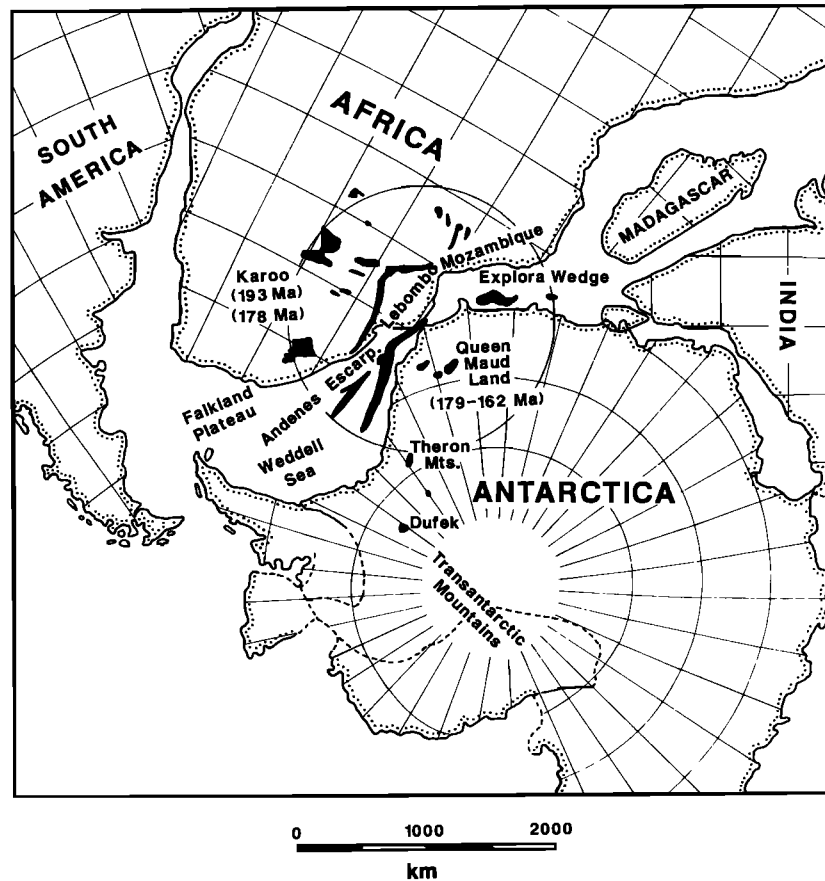 SOUTH
AMERICA
AFRICA
MADAGASCAR
INDIA
Karoo
(193 Ma)
(178 Ma)
Lebombo
Mozambique
Explora Wedge
Queen
Maud
Land
(179-162 Ma)
Andenes Escarp.
Falkland
Plateau
Weddell
Sea
Theron
Mts.
ANTARCTICA
Dufek
Transantarctic
Mountains
0 1000 2000
km